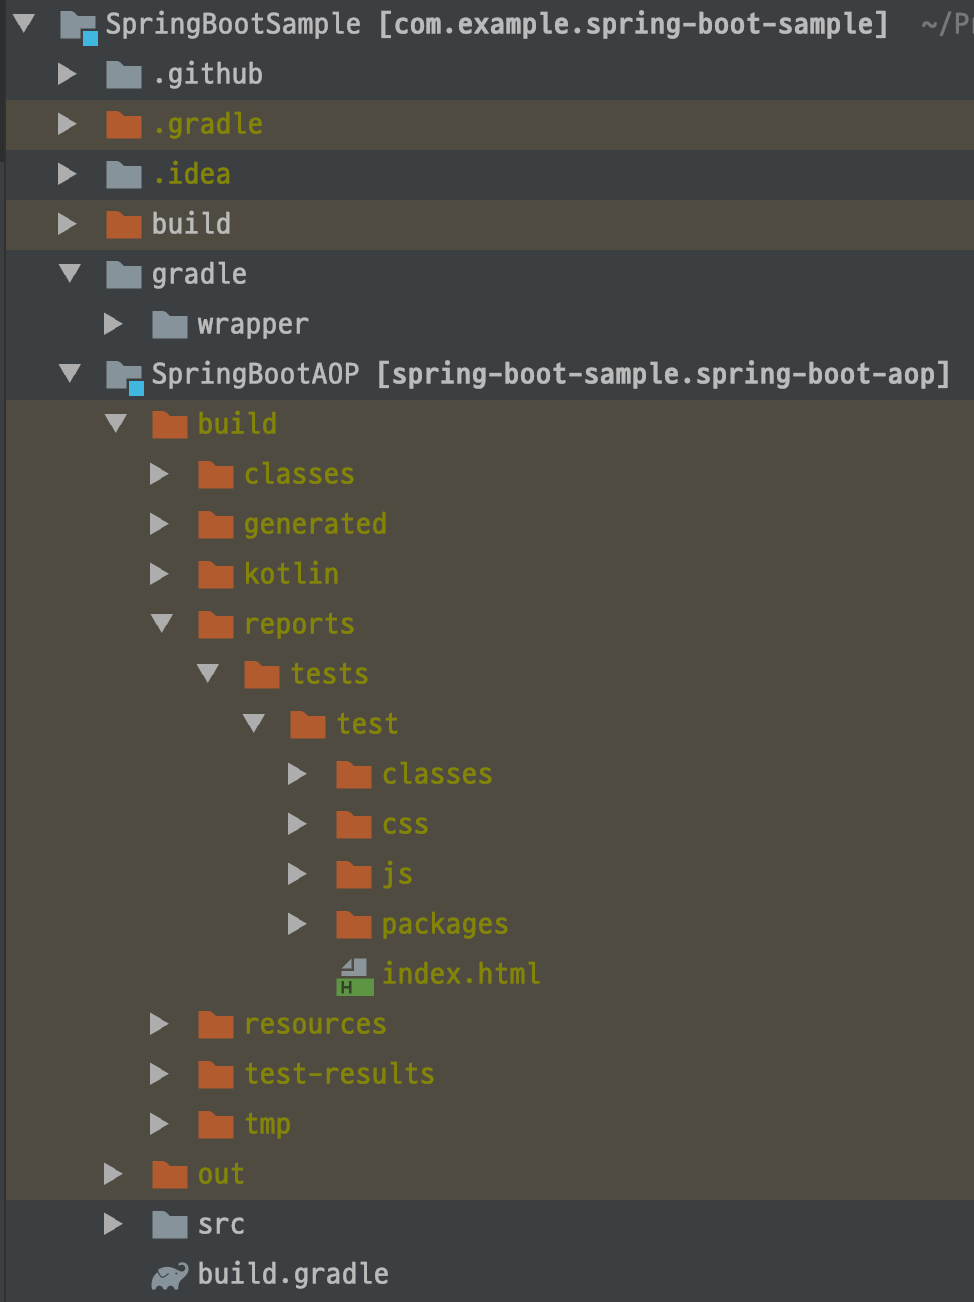 SpringBootSample [com.example.spring-boot-sample] ~/P
.github
.gradle
.idea
build
gradle
wrapper
SpringBootAOP [spring-boot-sample.spring-boot-aop]
build
classes
generated
kotlin
reports
tests
test
classes
css
js
packages
H index.html
resources
test-results
tmp
out
src
build.gradle